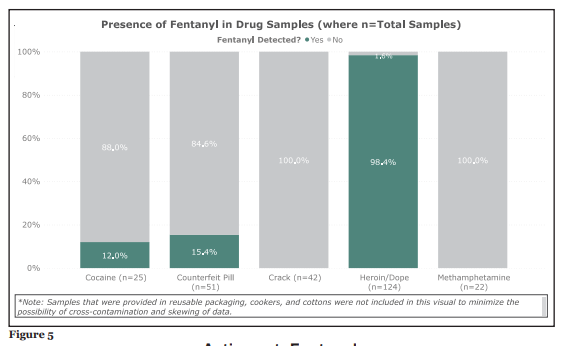 Presence of Fentanyl in Drug Samples (where n=Total Samples)
Fentanyl Detected? Yes No
100%
80%
60%
40%
20%
0%
88.0%
12.0%
84.6%
15.4%
100.0%
1.6%
98.4%
100.0%
Cocaine (n=25)
Counterfeit Pill
(n=51)
Crack (n=42)
Heroin/Dope
(n=124)
Methamphetamine
(n=22)
*Note: Samples that were provided in reusable packaging, cookers, and cottons were not included in this visual to minimize the
possibility of cross-contamination and skewing of data.
Figure 5